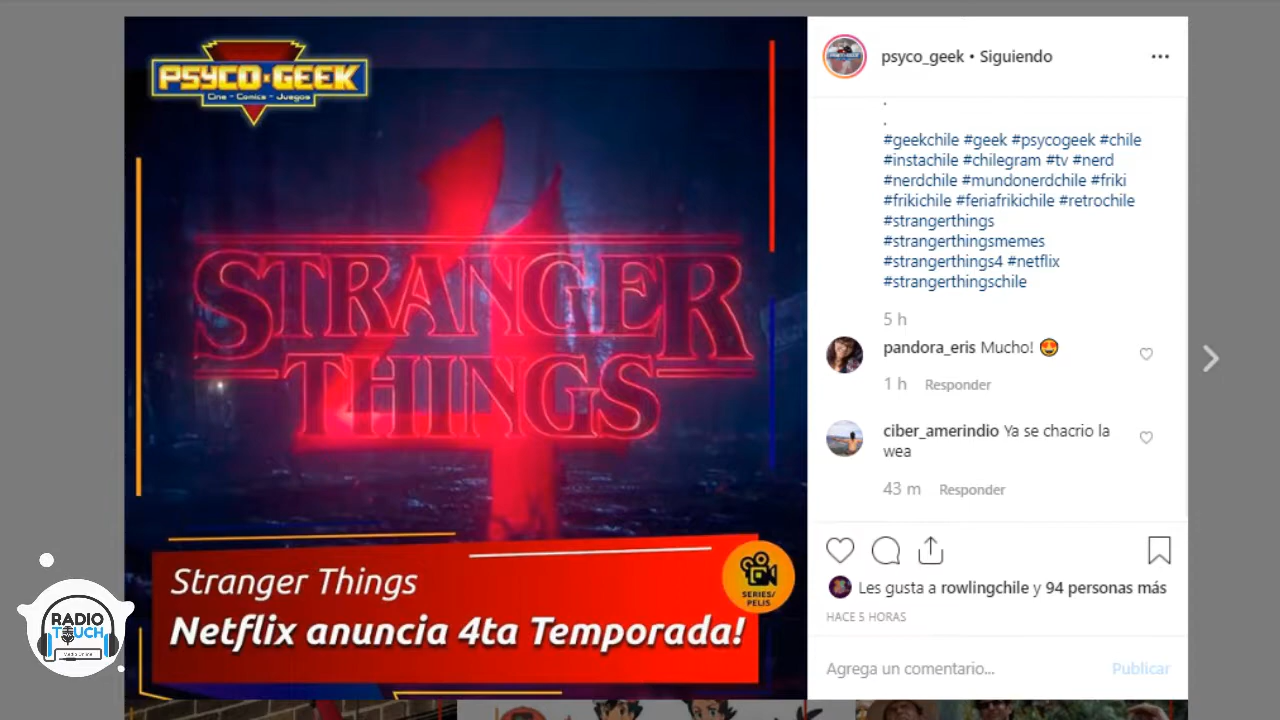 PSYCO-GEEK
Cine - Comics - Juegos
STRANGER
THINGS
4
Stranger Things
Netflix anuncia 4ta Temporada!
SERIES/
PELIS
RADIO
TOUCH
psyco_geek • Siguiendo
.
.
#geekchile #geek #psycogeek #chile
#instachile #chilegram #tv #nerd
#nerdchile #mundonerdchile #friki
#frikichile #feriafrikichile #retrochile
#strangerthings
#strangerthingsmemes
#strangerthings4 #netflix
#strangerthingschile
5 h
pandora_eris Mucho! 😍
1 h Responder
ciber_amerindio Ya se chacrio la
wea
43 m Responder
Les gusta a rowlingchile y 94 personas más
HACE 5 HORAS
Agrega un comentario... Publicar